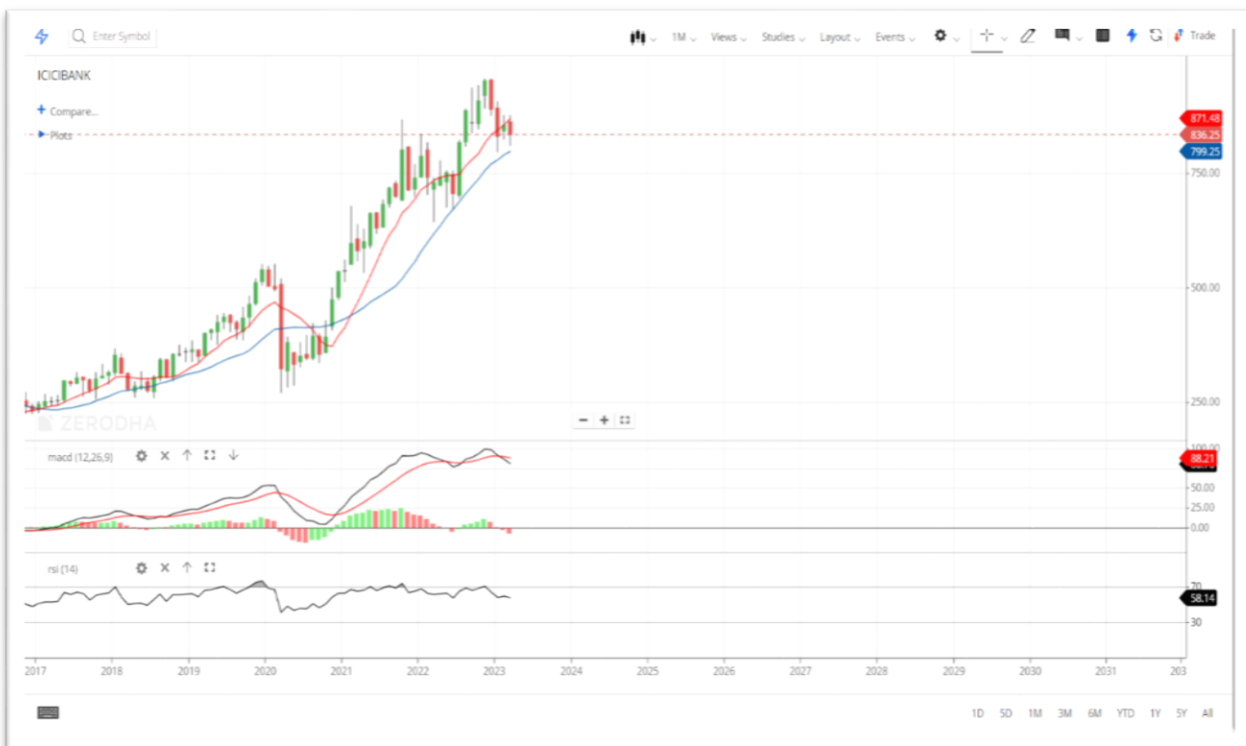 Enter Symbol 1M Views Studies Layout Events Trade
ICICIBANK
Compare...
Plots
871.48
836.25
799.25
750.00
500.00
250.00
ZERODHA
macd (12,26,9)
100.00
88.21
50.00
25.00
0.00
rsi (14)
70
58.14
30
2017 2018 2019 2020 2021 2022 2023 2024 2025 2026 2027 2028 2029 2030 2031 203
1D 5D 1M 3M 6M YTD 1Y 5Y All